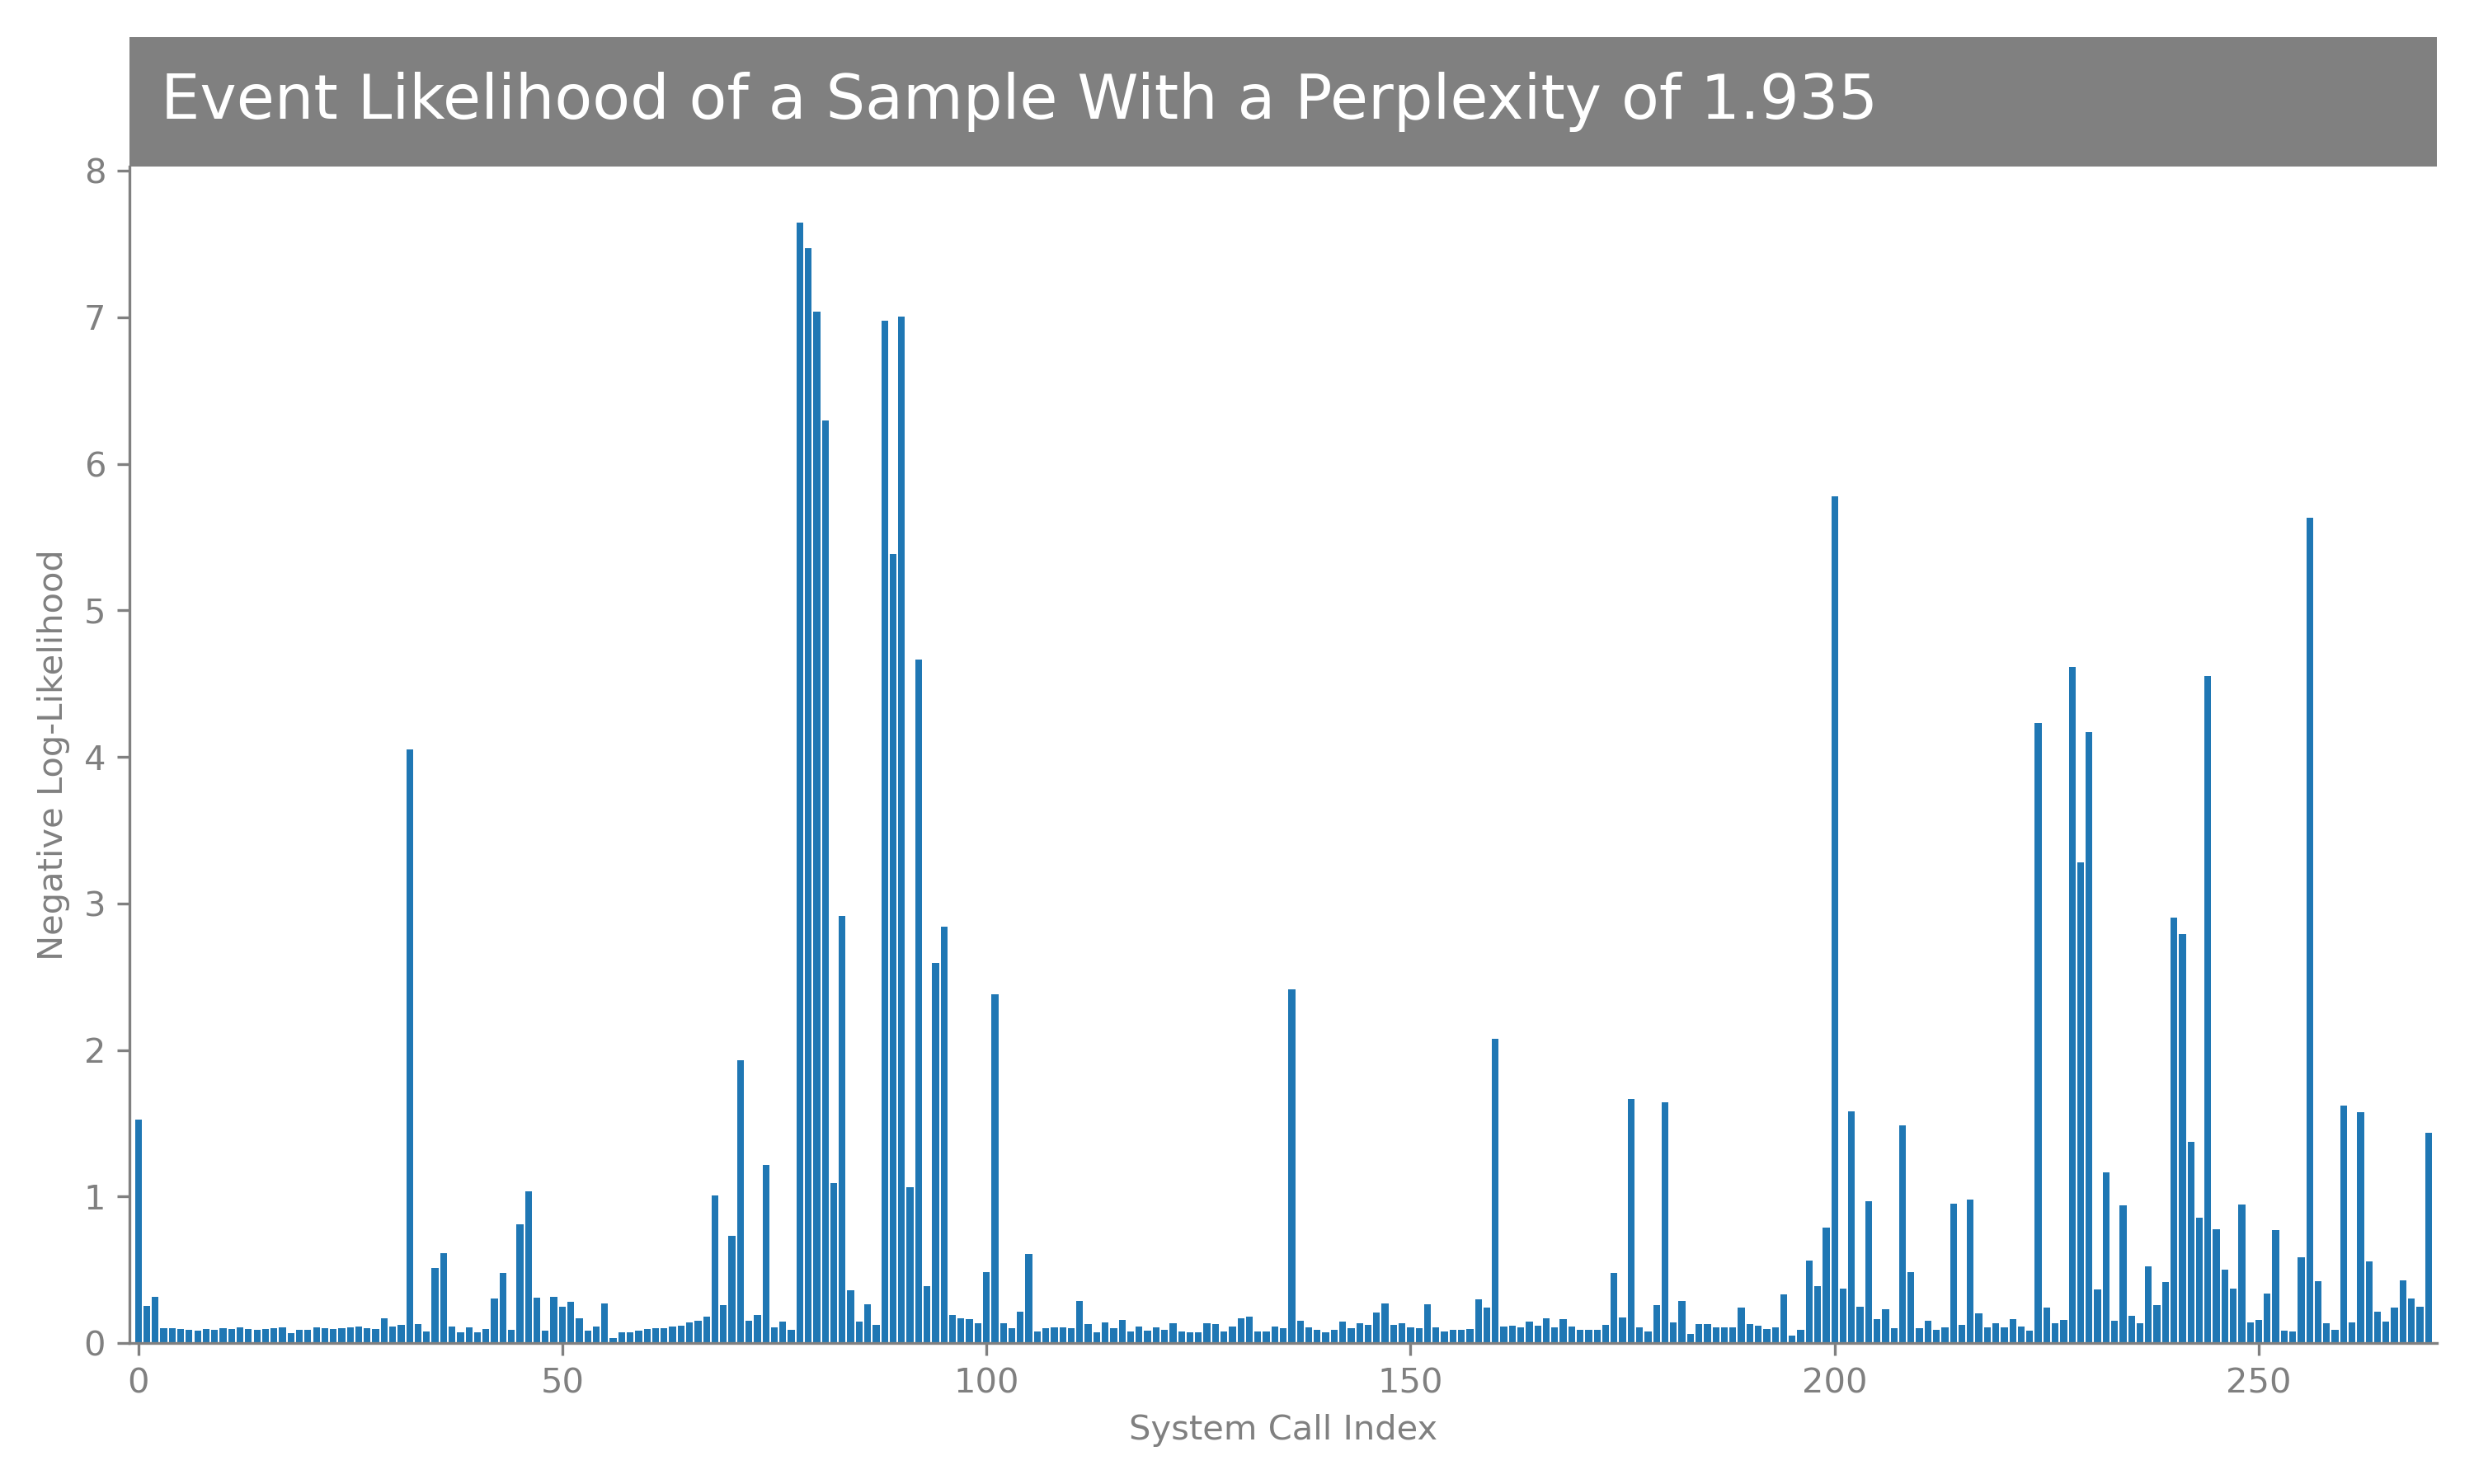 Event Likelihood of a Sample With a Perplexity of 1.935
8
7
6
5
4
3
2
1
0
Negative Log-Likelihood
0 50 100 150 200 250
System Call Index